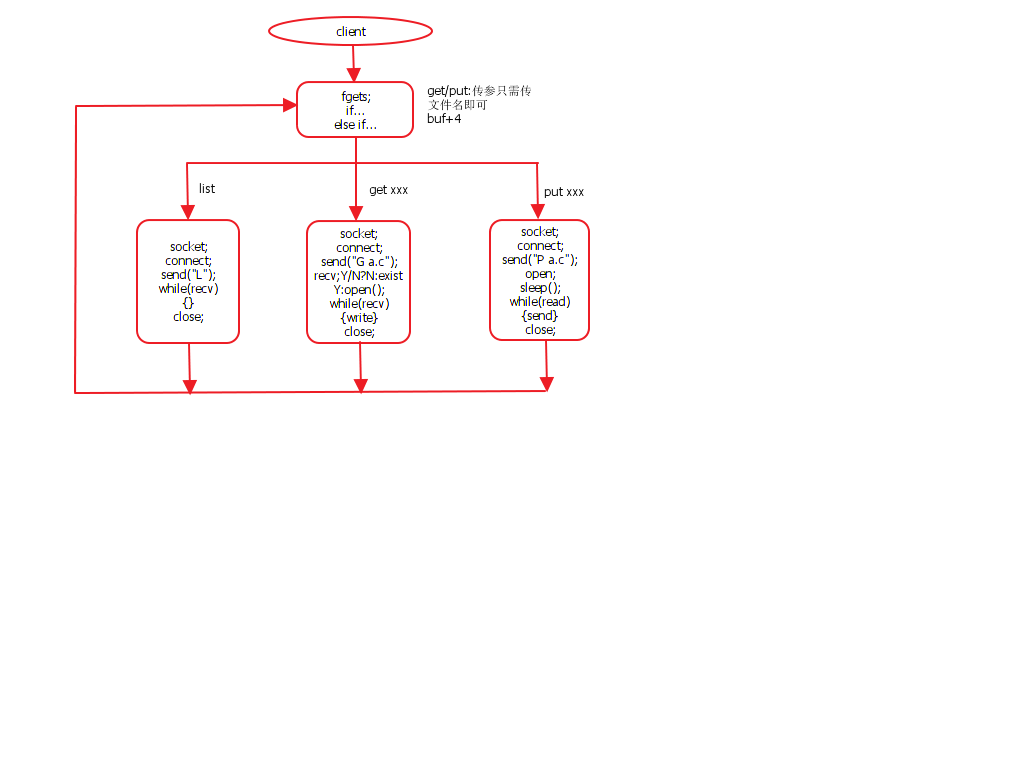 client
fgets;
if...
else if...
get/put:传参只需传
文件名即可
buf+4
list
get xxx
put xxx
socket;
connect;
send("L");
while(recv)
{}
close;
socket;
connect;
send("G a.c");
recv;Y/N?N:exist
Y:open();
while(recv)
{write}
close;
socket;
connect;
send("P a.c");
open;
sleep();
while(read)
{send}
close;